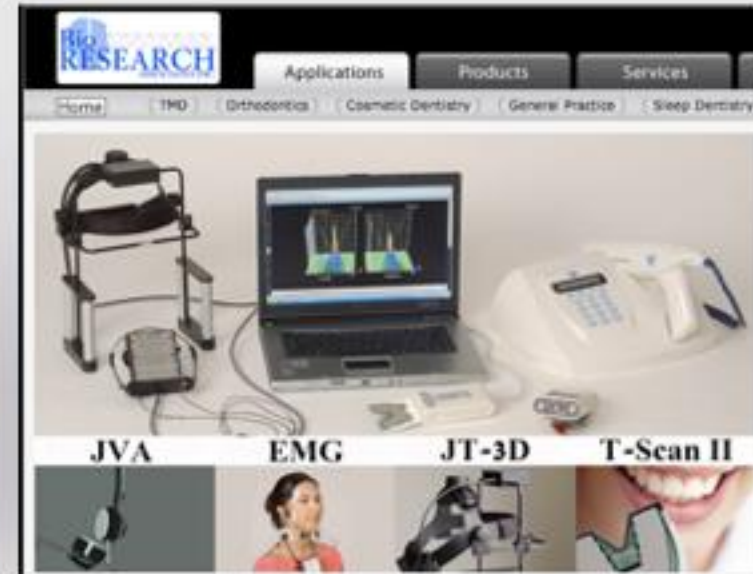 Bio
RESEARCH
Applications Products Services
Home [ TMD ] [ Orthodontics ] [ Cosmetic Dentistry ] [ General Practice ] [ Sleep Dentistry
JVA EMG JT-3D T-Scan II